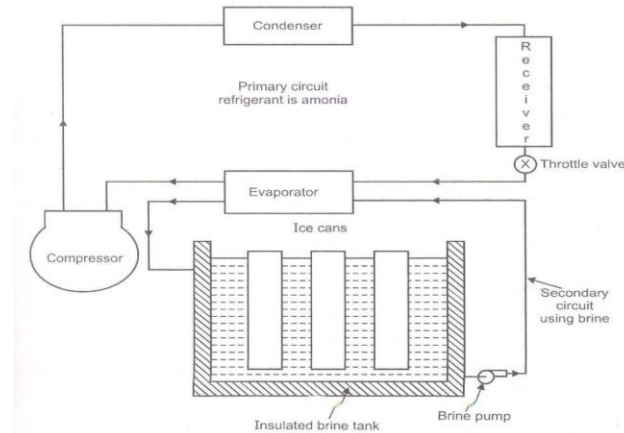 Condenser
Receiver
Primary circuit
refrigerant is amonia
X
Throttle valve
Evaporator
Ice cans
Compressor
Secondary
circuit
using brine
Brine pump
Insulated brine tank